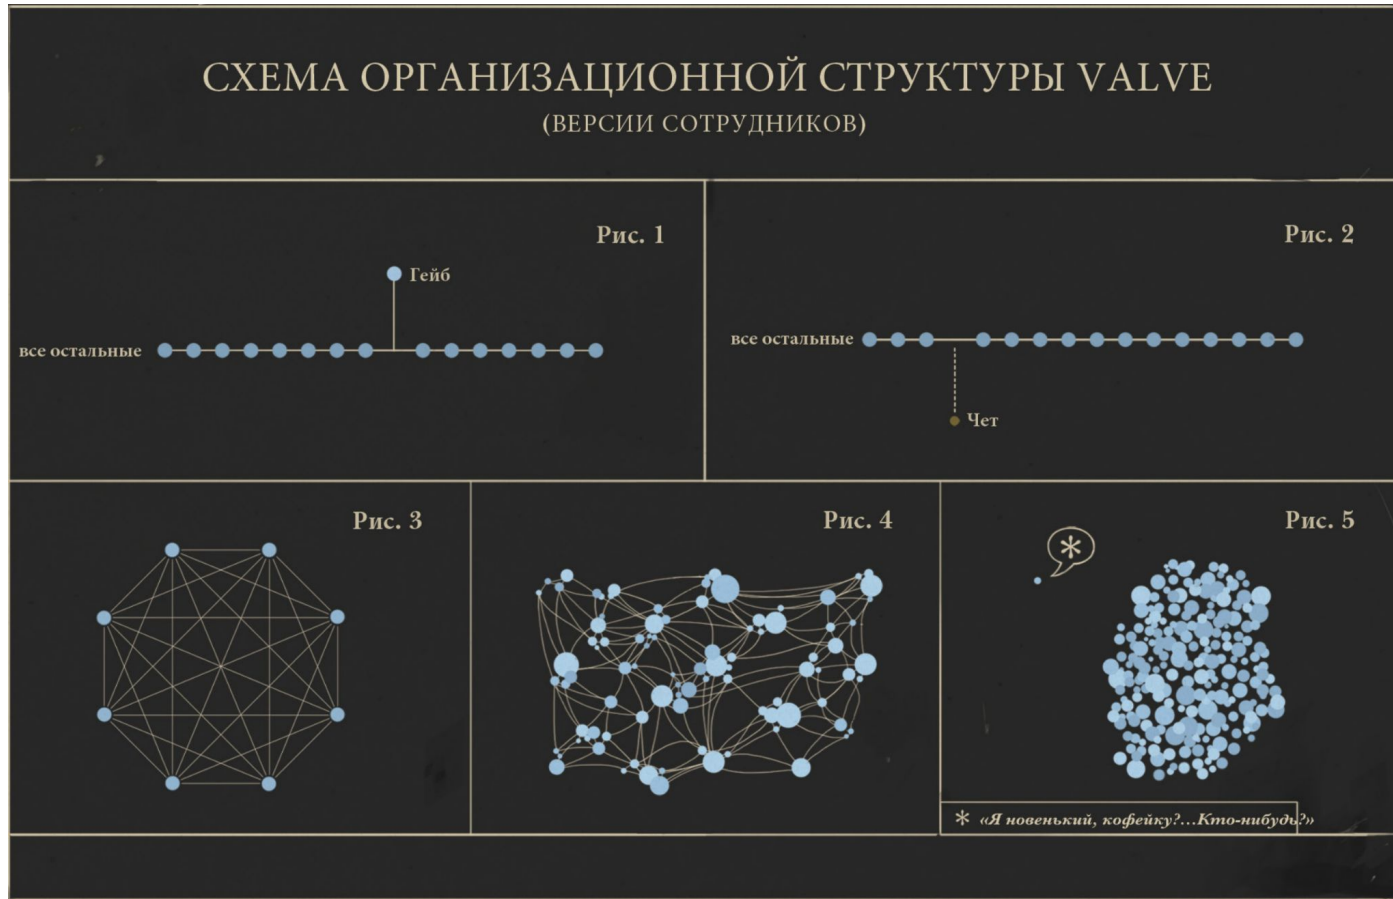 СХЕМА ОРГАНИЗАЦИОННОЙ СТРУКТУРЫ VALVE
(ВЕРСИИ СОТРУДНИКОВ)
Рис. 1
Гейб
все остальные
Рис. 2
все остальные
Чет
Рис. 3
Рис. 4
Рис. 5
*
* «Я новенький, кофейку?...Кто-нибудь?»